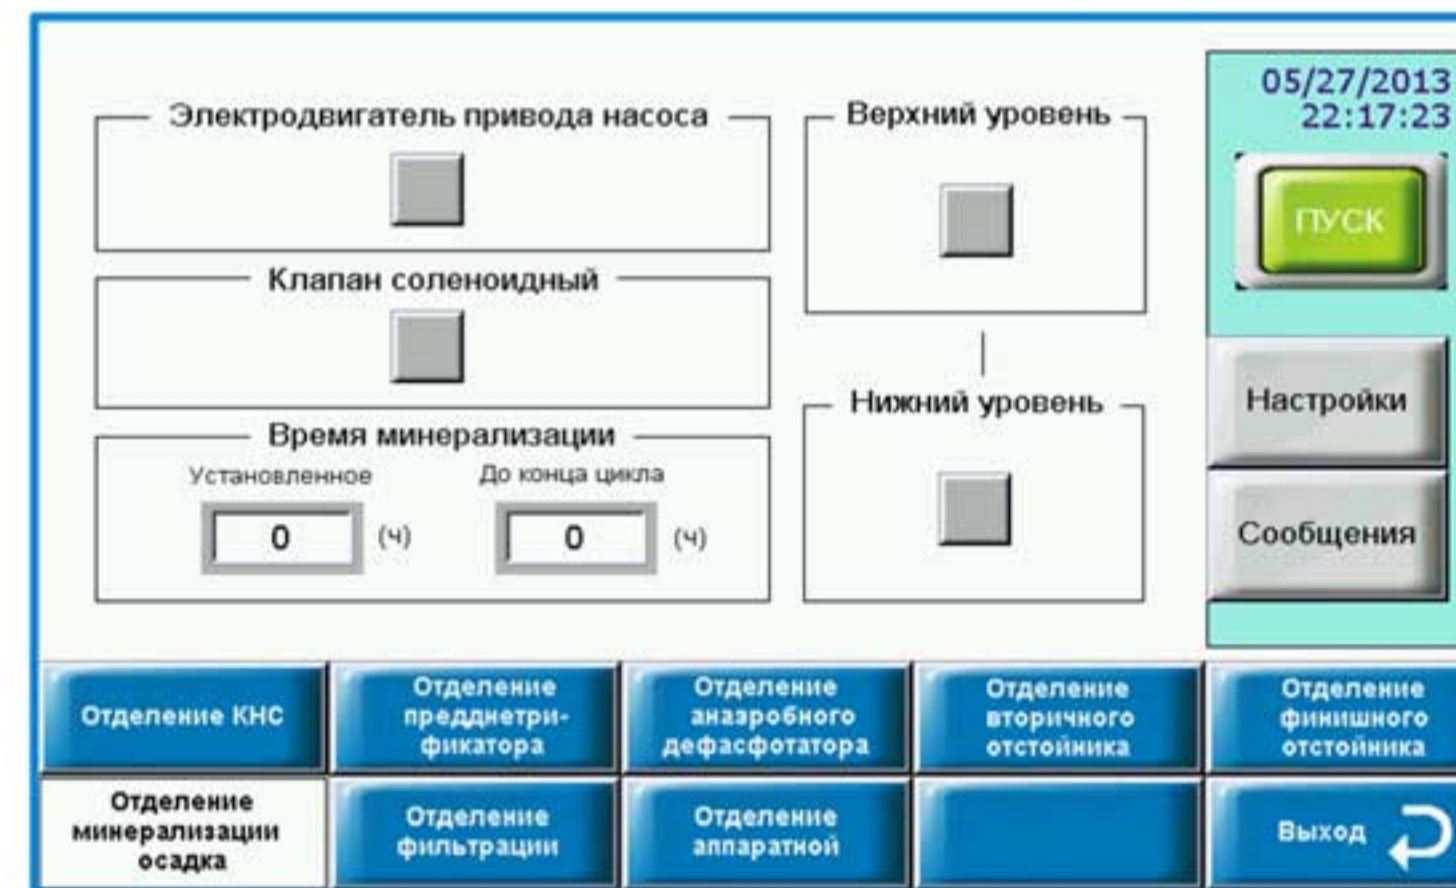 Электродвигатель привода насоса
Верхний уровень
05/27/2013
22:17:23
ПУСК
Клапан соленоидный
Настройки
Нижний уровень
Время минерализации
Установленное
До конца цикла
0 (ч)
0 (ч)
Сообщения
Отделение КНС
Отделение
предднетри-
фикатора
Отделение
анаэробного
дефасфотатора
Отделение
вторичного
отстойника
Отделение
финишного
отстойника
Отделение
минерализации
осадка
Отделение
фильтрации
Отделение
аппаратной
Выход